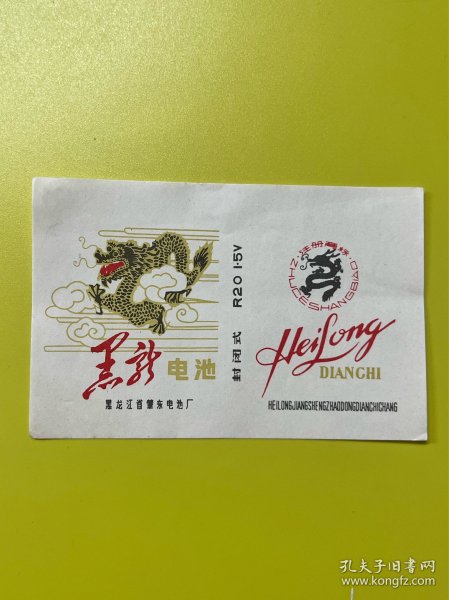 黑龙 电池
黑龙江省肇东电池厂
封闭式 R20 1·5V
·注册商标·
ZHUCESHANGBIAO
HeiLong
DIANCHI
HEILONGJIANGSHENGZHAODONGDIANCHICHANG
孔夫子旧书网
www.kongfz.com